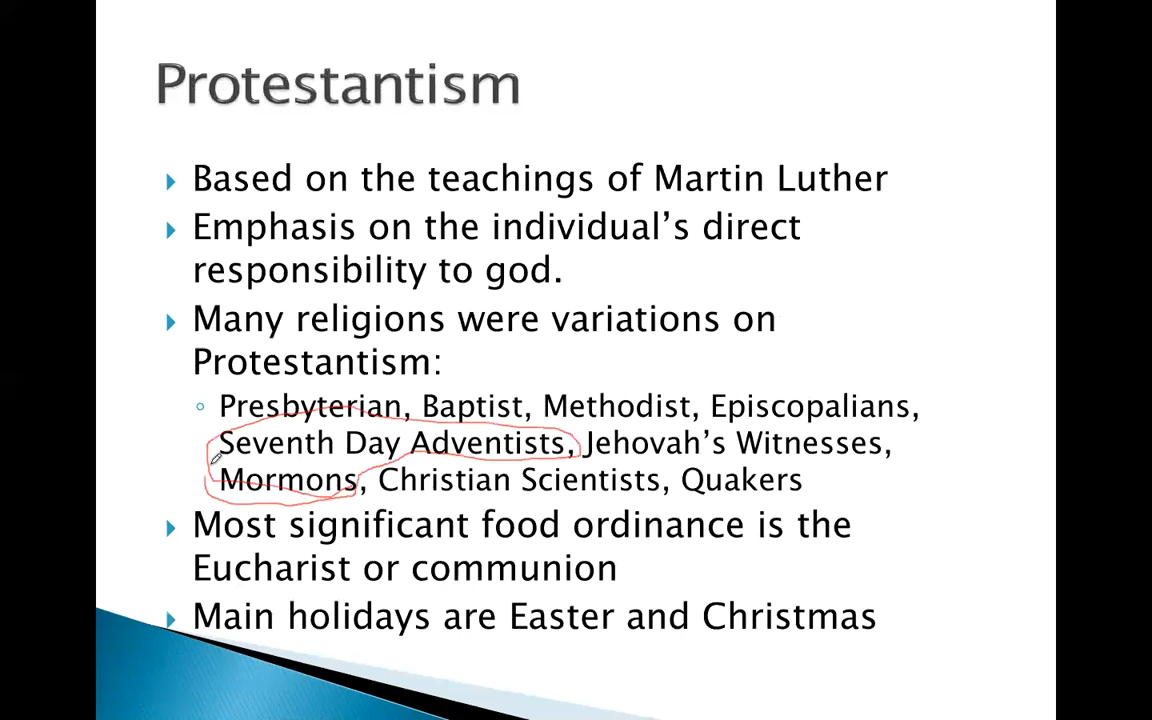 Protestantism
Based on the teachings of Martin Luther
Emphasis on the individual’s direct
responsibility to god.
Many religions were variations on
Protestantism:
Presbyterian, Baptist, Methodist, Episcopalians,
Seventh Day Adventists, Jehovah’s Witnesses,
Mormons, Christian Scientists, Quakers
Most significant food ordinance is the
Eucharist or communion
Main holidays are Easter and Christmas